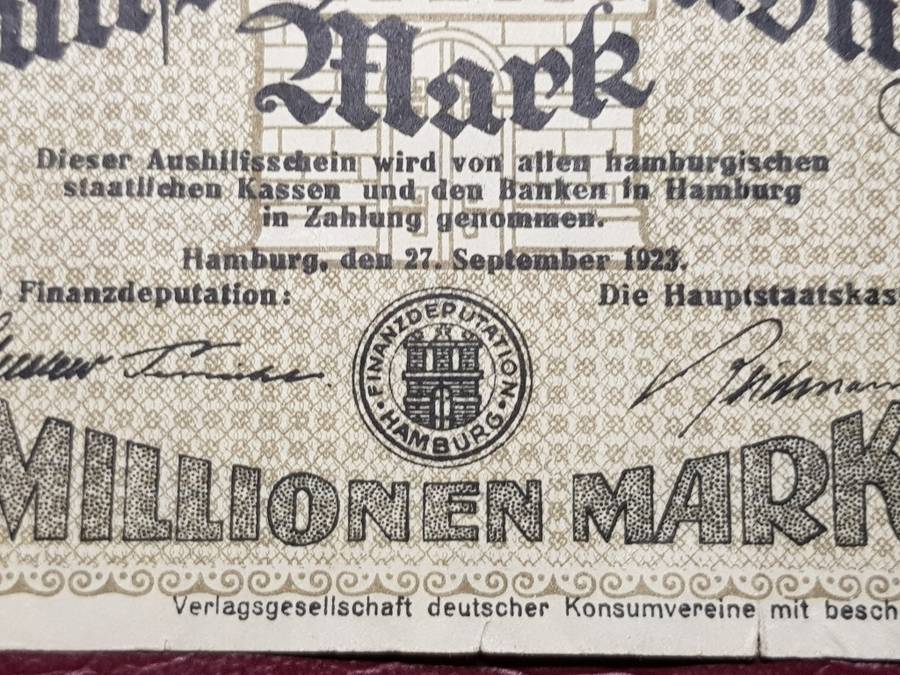 Mark
Dieser Aushilfsschein wird von allen hamburgischen
staatlichen Kassen und den Banken in Hamburg
in Zahlung genommen.
Hamburg, den 27. September 1923.
Finanzdeputation:
Die Hauptstaatskas
FINANZDEPUTATION
HAMBURG
MILLIONEN MARK
Verlagsgesellschaft deutscher Konsumvereine mit besch